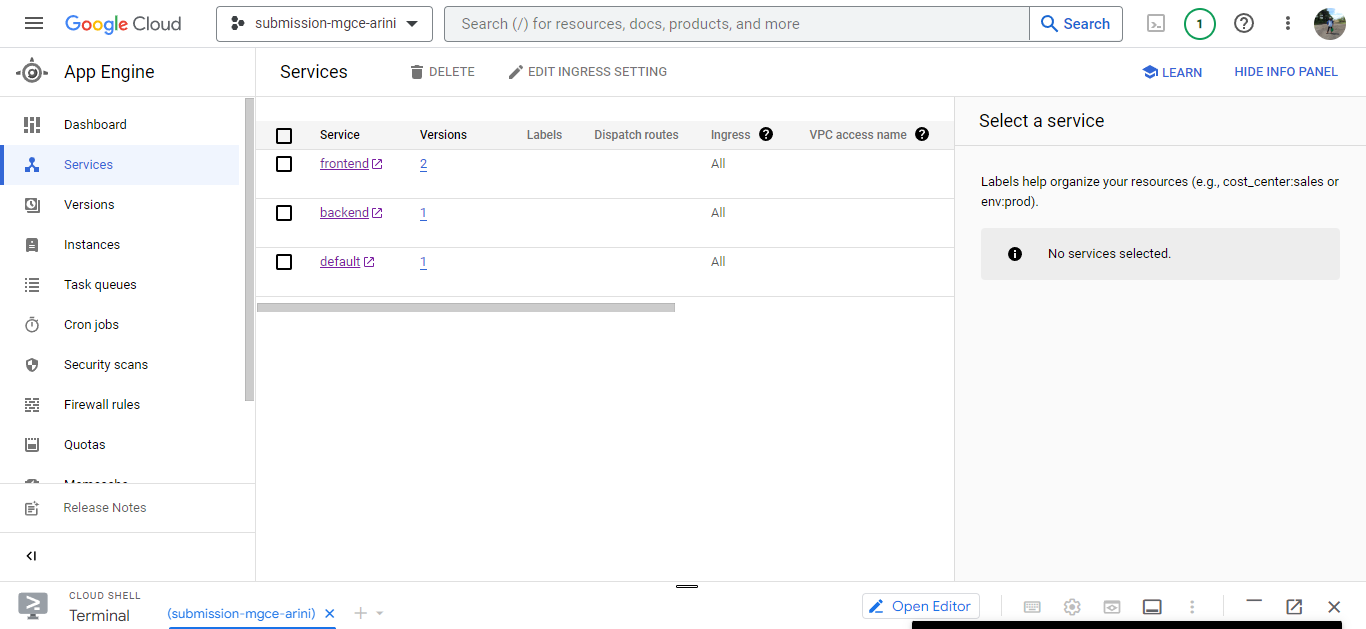 Google Cloud
submission-mgce-arini
Search (/) for resources, docs, products, and more
Search
1
App Engine
Services
DELETE
EDIT INGRESS SETTING
LEARN
HIDE INFO PANEL
Dashboard
Services
Versions
Instances
Task queues
Cron jobs
Security scans
Firewall rules
Quotas
Release Notes
Service Versions Labels Dispatch routes Ingress VPC access name
frontend 2 All
backend 1 All
default 1 All
Select a service
Labels help organize your resources (e.g., cost_center:sales or
env:prod).
No services selected.
CLOUD SHELL
Terminal
(submission-mgce-arini)
Open Editor